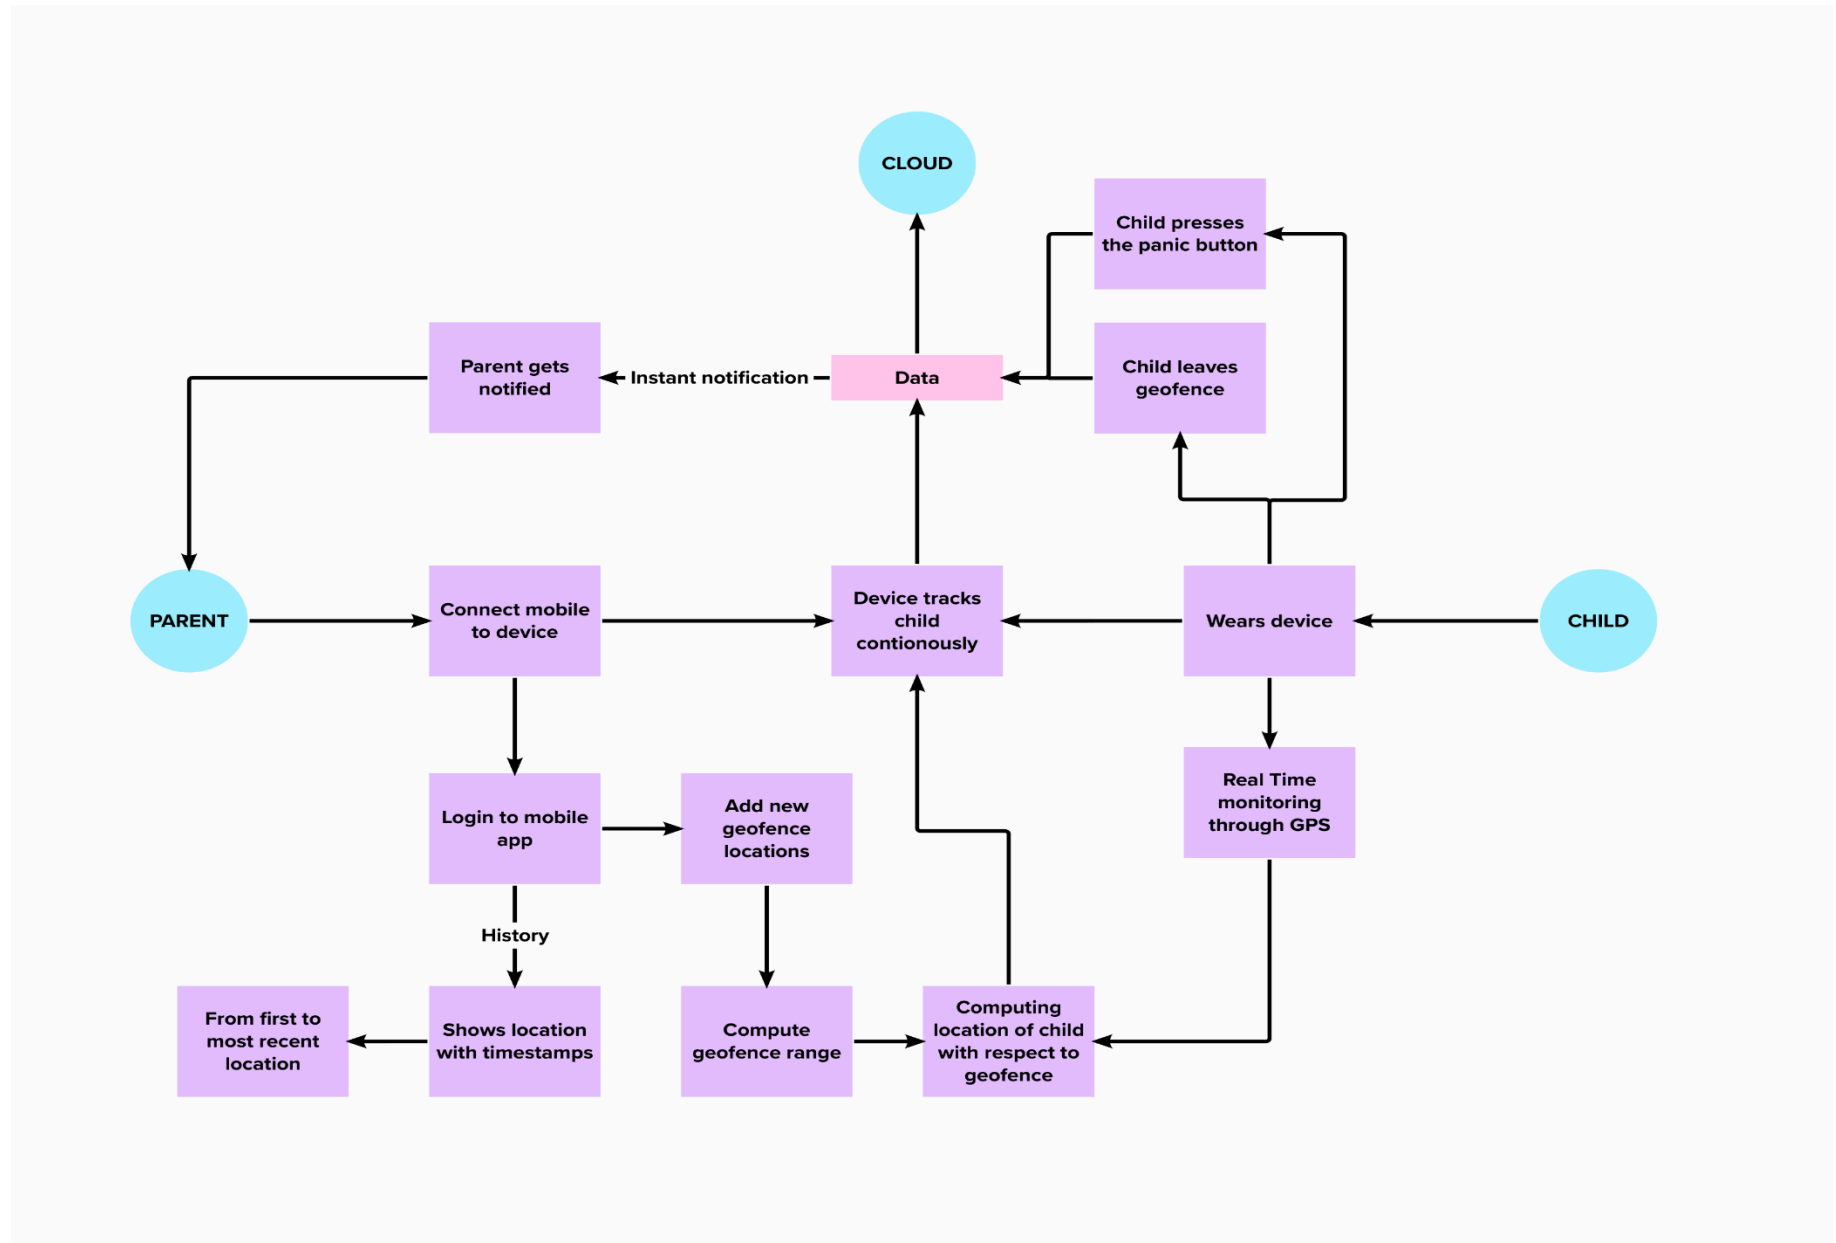 CLOUD
Child presses
the panic button
Parent gets
notified
Instant notification
Data
Child leaves
geofence
PARENT
Connect mobile
to device
Device tracks
child
contionously
Wears device
CHILD
Login to mobile
app
Add new
geofence
locations
Real Time
monitoring
through GPS
History
From first to
most recent
location
Shows location
with timestamps
Compute
geofence range
Computing
location of child
with respect to
geofence